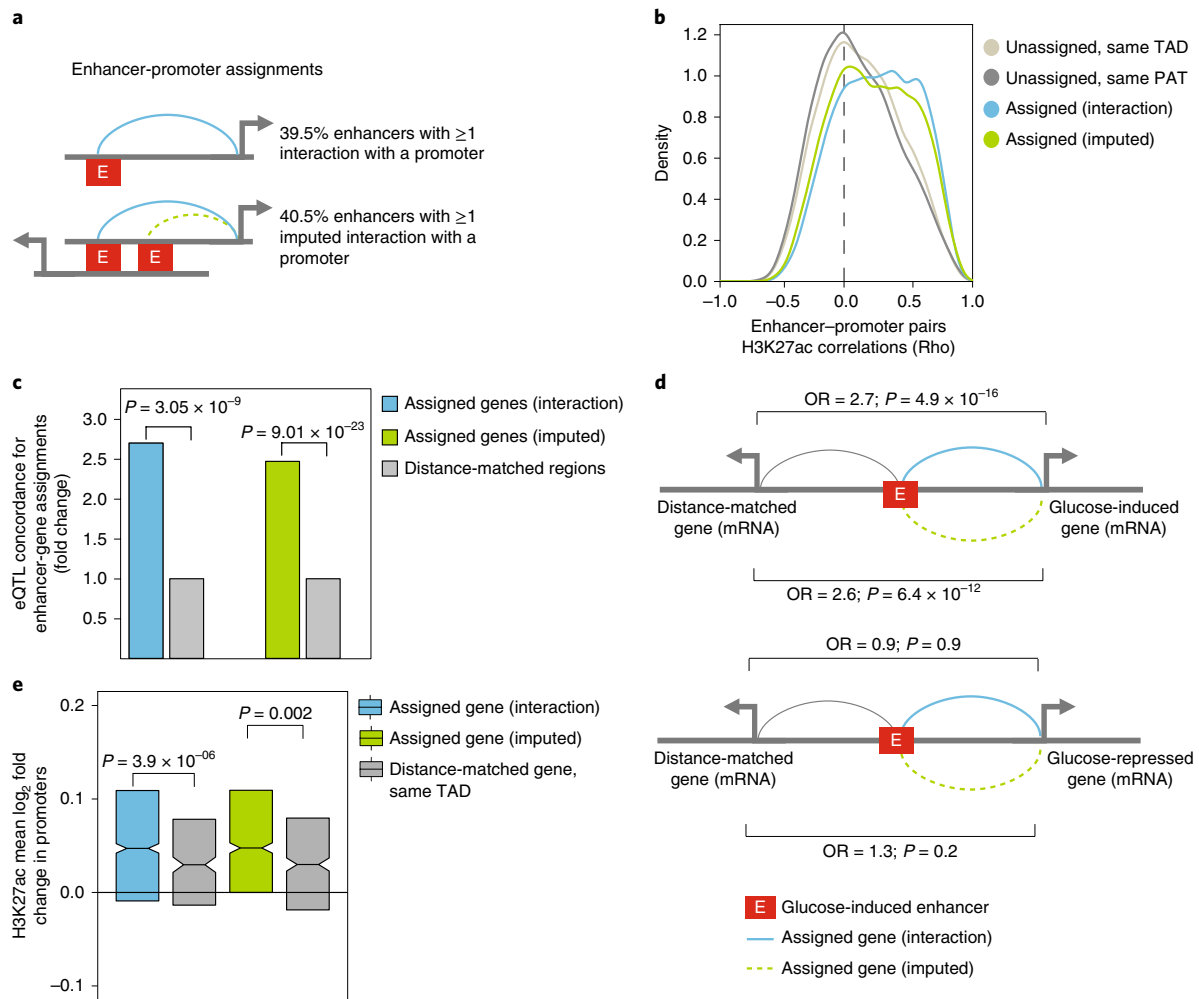 a
Enhancer-promoter assignments
39.5% enhancers with ≥1
interaction with a promoter
E
40.5% enhancers with ≥1
imputed interaction with a
promoter
E
E
b
1.2
1.0
0.8
0.6
0.4
0.2
0.0
Density
−1.0
−0.5
0.0
0.5
1.0
Enhancer–promoter pairs
H3K27ac correlations (Rho)
Unassigned, same TAD
Unassigned, same PAT
Assigned (interaction)
Assigned (imputed)
c
eQTL concordance for
enhancer-gene assignments
(fold change)
3.0
2.5
2.0
1.5
1.0
0.5
P = 3.05 × 10−9
P = 9.01 × 10−23
Assigned genes (interaction)
Assigned genes (imputed)
Distance-matched regions
d
OR = 2.7; P = 4.9 × 10−16
E
Distance-matched
gene (mRNA)
Glucose-induced
gene (mRNA)
OR = 2.6; P = 6.4 × 10−12
OR = 0.9; P = 0.9
E
Distance-matched
gene (mRNA)
Glucose-repressed
gene (mRNA)
OR = 1.3; P = 0.2
E Glucose-induced enhancer
Assigned gene (interaction)
Assigned gene (imputed)
e
H3K27ac mean log2 fold
change in promoters
0.2
0.1
0.0
−0.1
P = 3.9 × 10−06
P = 0.002
Assigned gene (interaction)
Assigned gene (imputed)
Distance-matched gene,
same TAD